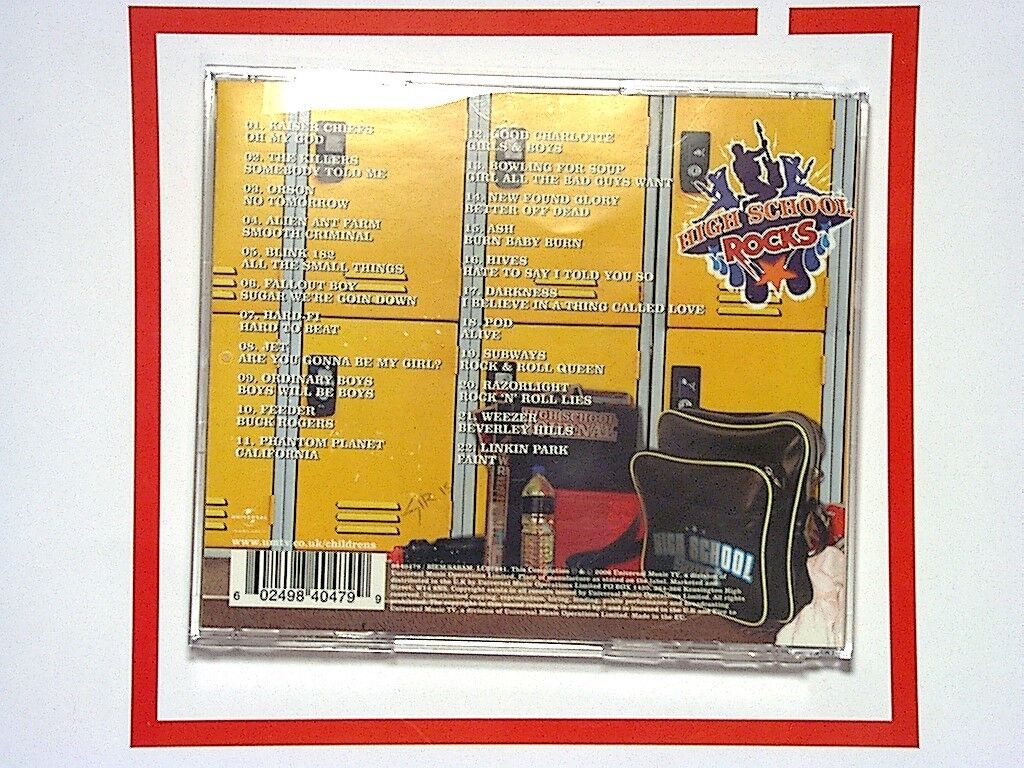 01. KAISER CHIEFS
OH MY GOD
02. THE KILLERS
SOMEBODY TOLD ME
03. ORSON
NO TOMORROW
04. ALIEN ANT FARM
SMOOTH CRIMINAL
05. BLINK 182
ALL THE SMALL THINGS
06. FALLOUT BOY
SUGAR WE'RE GOIN DOWN
07. HARD-FI
HARD TO BEAT
08. JET
ARE YOU GONNA BE MY GIRL?
09. ORDINARY BOYS
BOYS WILL BE BOYS
10. FEEDER
BUCK ROGERS
11. PHANTOM PLANET
CALIFORNIA
12. GOOD CHARLOTTE
GIRLS & BOYS
13. BOWLING FOR SOUP
GIRL ALL THE BAD GUYS WANT
14. NEW FOUND GLORY
BETTER OFF DEAD
15. ASH
BURN BABY BURN
16. HIVES
HATE TO SAY I TOLD YOU SO
17. DARKNESS
I BELIEVE IN A THING CALLED LOVE
18. POD
ALIVE
19. SUBWAYS
ROCK & ROLL QUEEN
20. RAZORLIGHT
ROCK 'N' ROLL LIES
21. WEEZER
BEVERLEY HILLS
22. LINKIN PARK
FAINT
HIGH SCHOOL
ROCKS
HIGH SCHOOL
HIGH SCHOOL
UNIVERSAL
www.umtv.co.uk/childrens
6 02498 40479 9
Made in the EU.